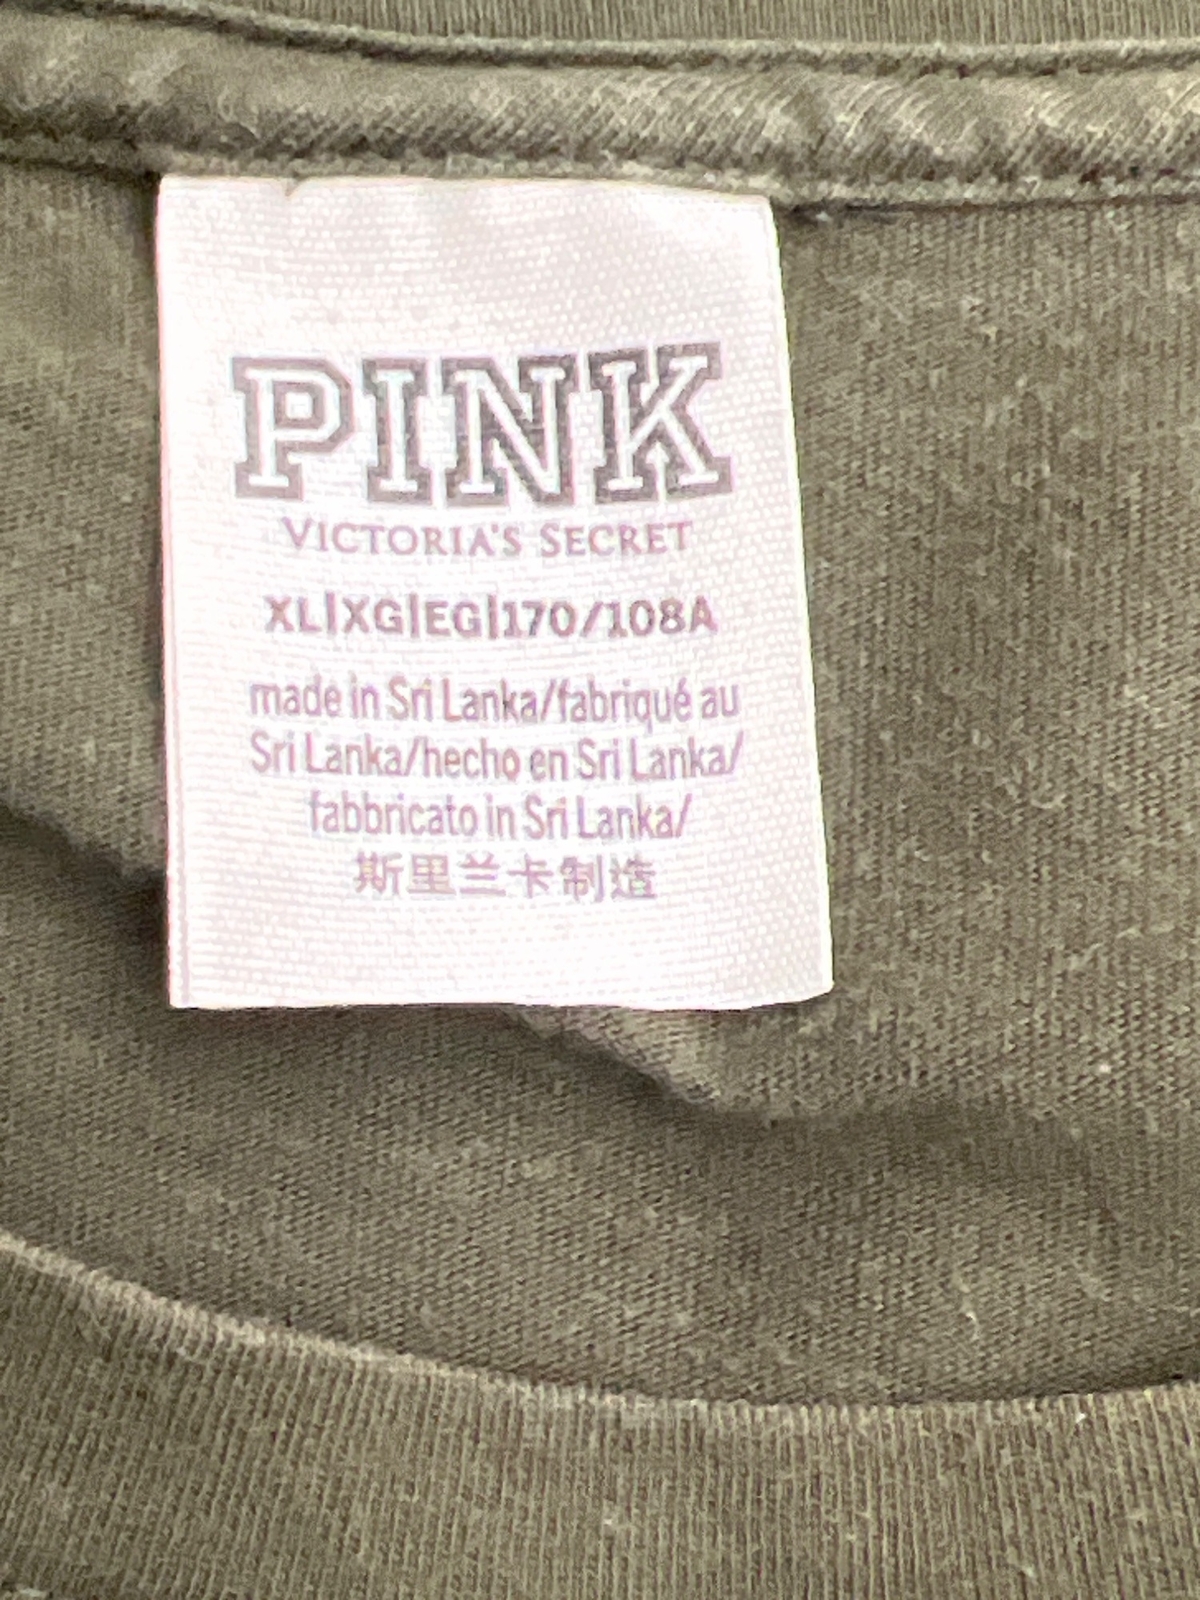 PINK
VICTORIA'S SECRET
XL|XG|EG|170/108A
made in Sri Lanka/fabriqué au
Sri Lanka/hecho en Sri Lanka/
fabbricato in Sri Lanka/
斯里兰卡制造